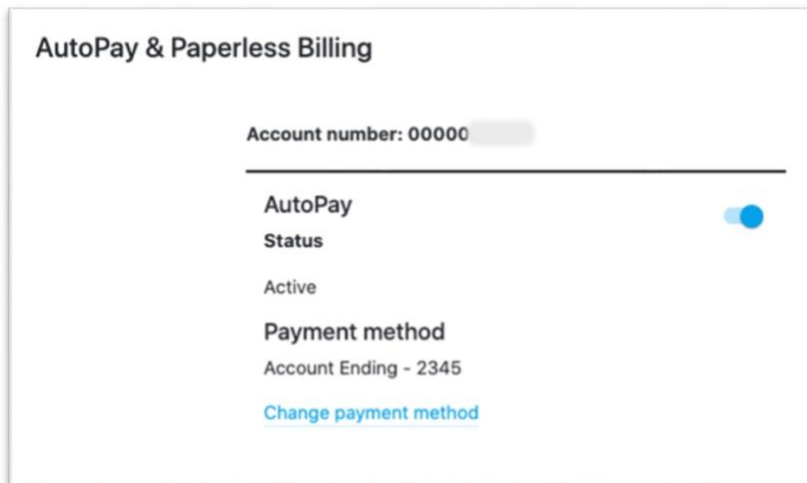 AutoPay & Paperless Billing
Account number: 00000
AutoPay
Status
Active
Payment method
Account Ending - 2345
Change payment method